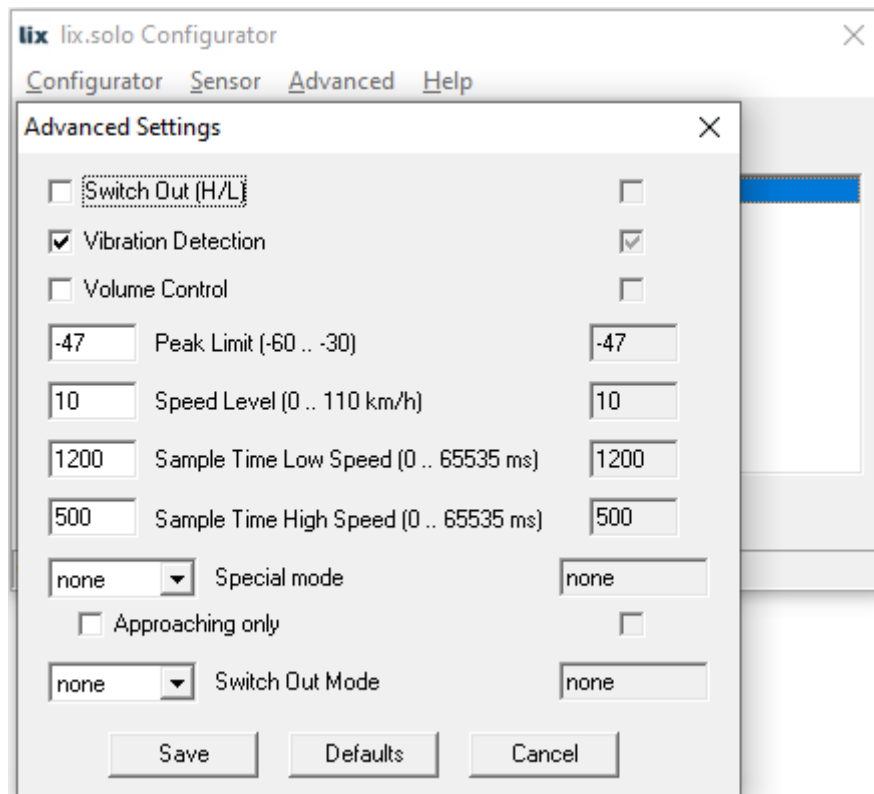 lix lix.solo Configurator
Configurator Sensor Advanced Help
Advanced Settings
Switch Out (H/L)
Vibration Detection
Volume Control
-47 Peak Limit (-60 .. -30) -47
10 Speed Level (0 .. 110 km/h) 10
1200 Sample Time Low Speed (0 .. 65535 ms) 1200
500 Sample Time High Speed (0 .. 65535 ms) 500
none Special mode none
Approaching only
none Switch Out Mode none
Save Defaults Cancel